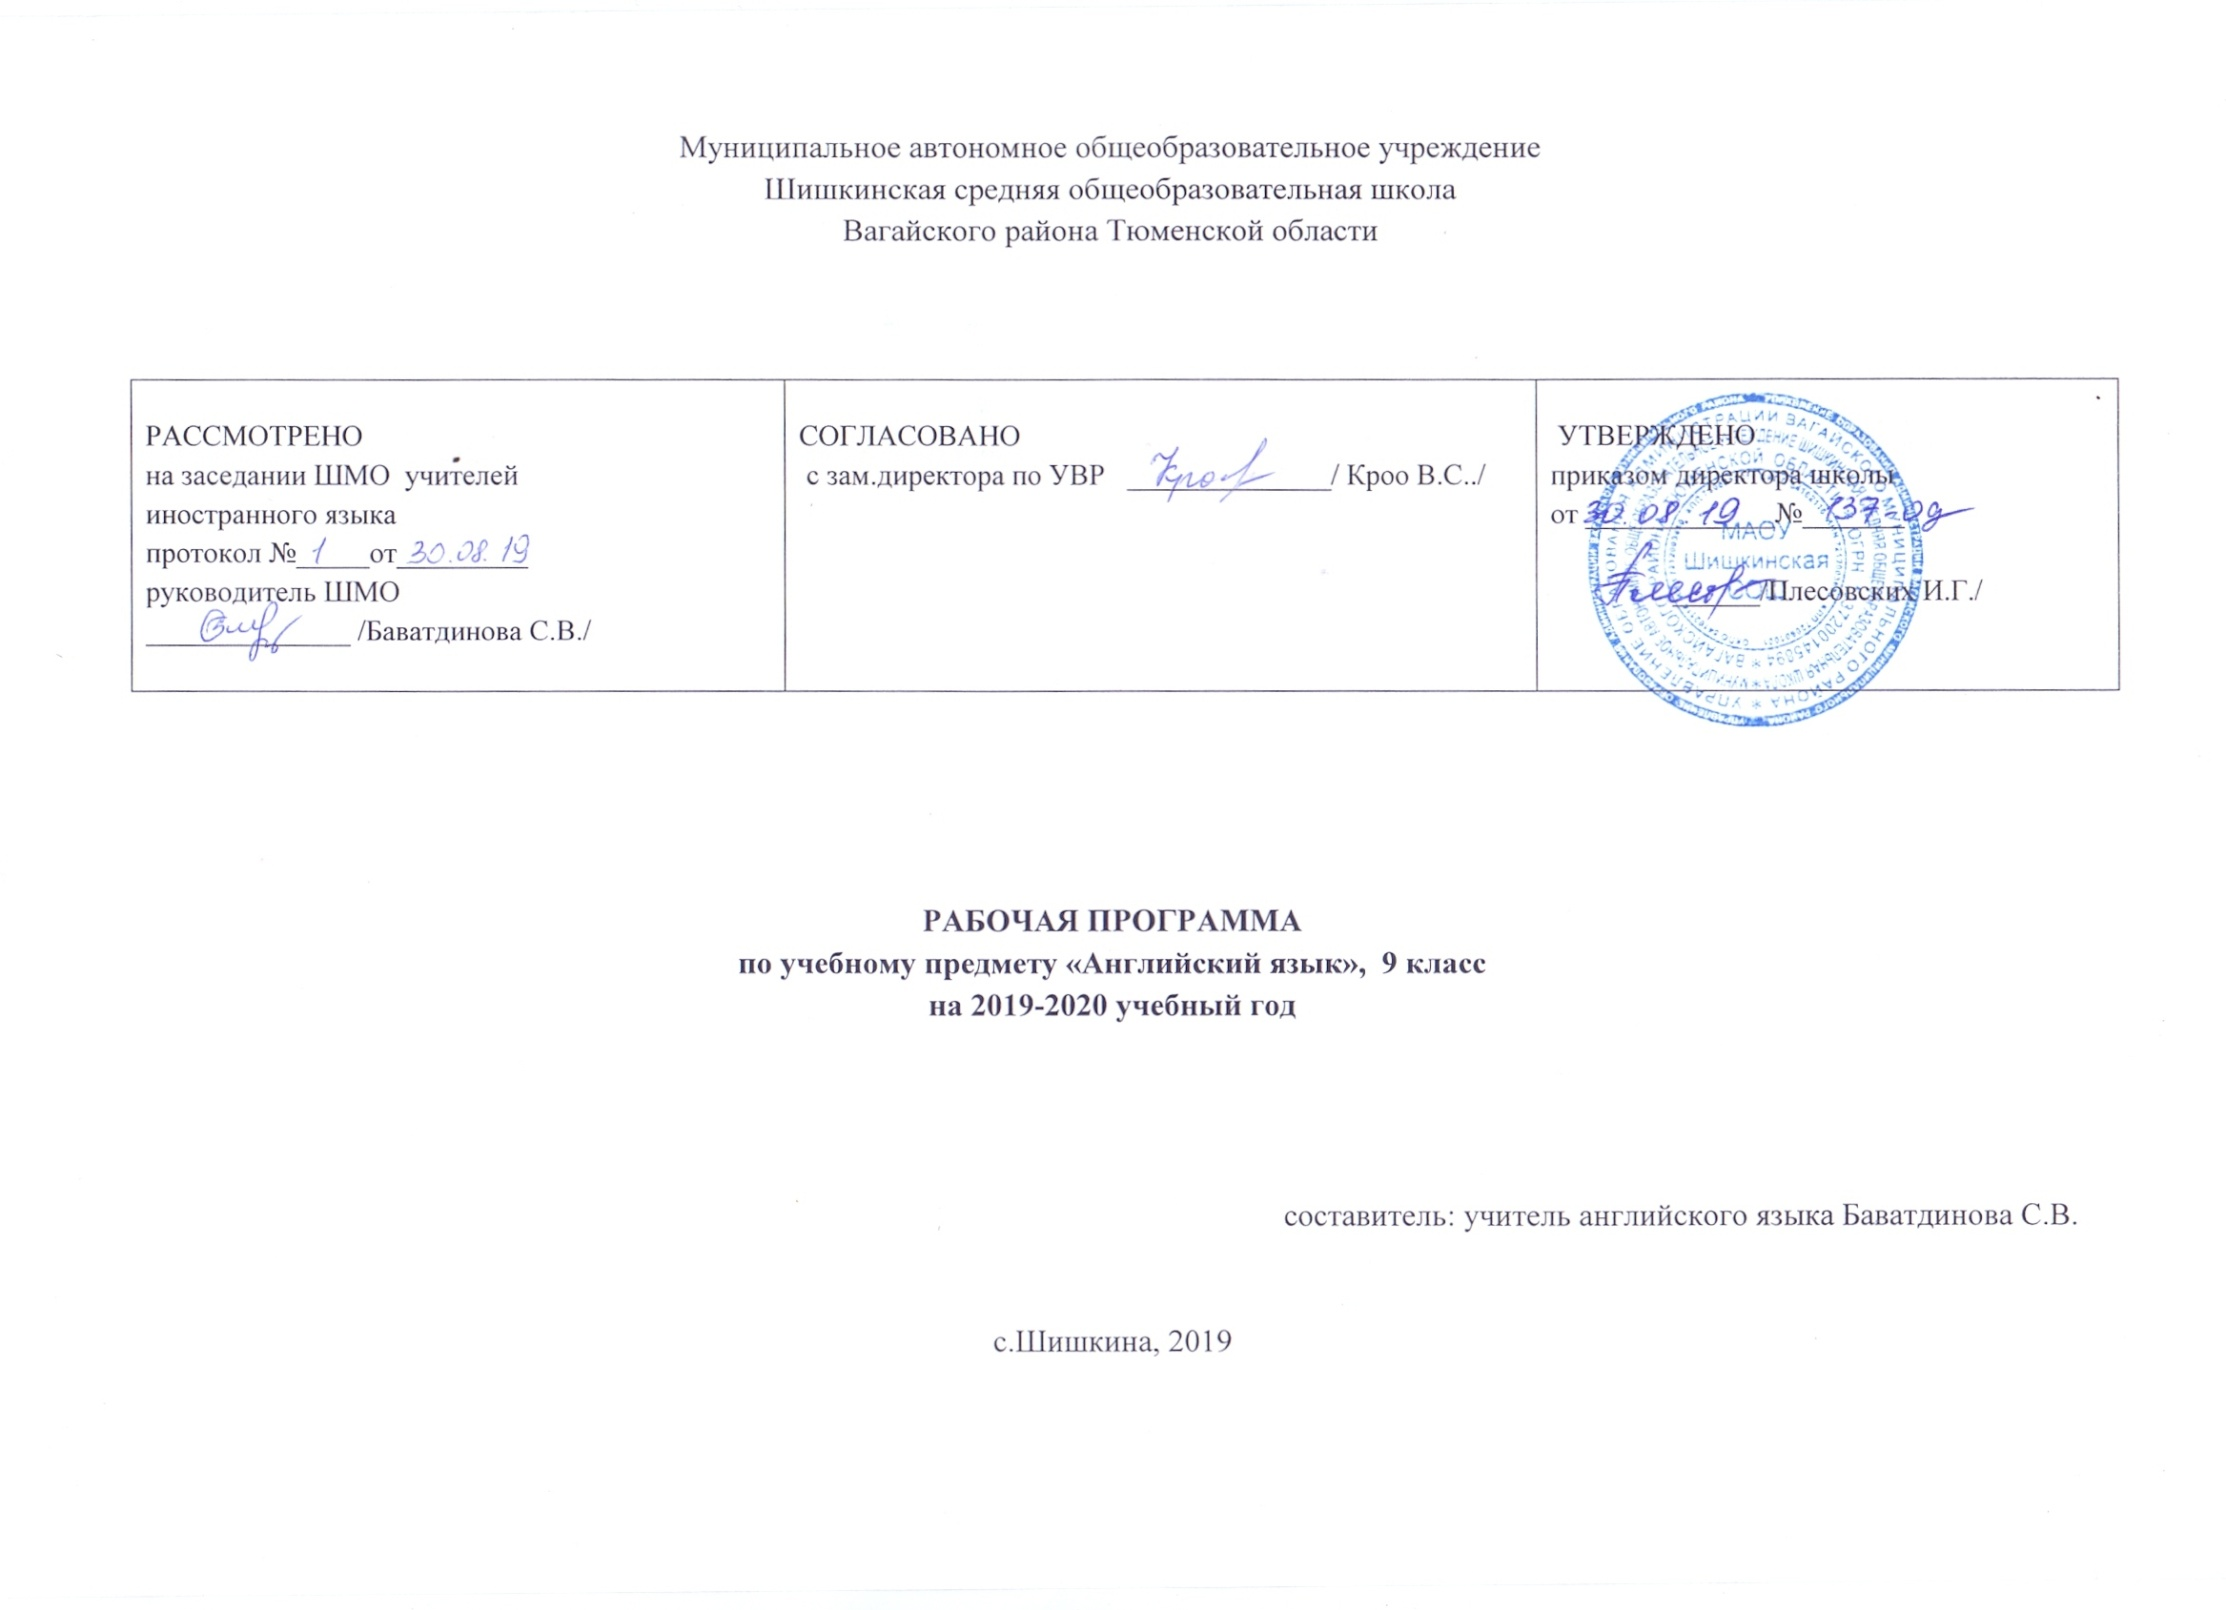 Муниципальное автономное общеобразовательное учреждение
Шишкинская средняя общеобразовательная школа
Вагайского района Тюменской области
РАССМОТРЕНО
на заседании ШМО учителей
иностранного языка
протокол № 1 от 30.08.19
руководитель ШМО
/Баватдинова С.В./
СОГЛАСОВАНО
с зам.директора по УВР / Кроо В.С../
УТВЕРЖДЕНО
приказом директора школы
от 30 08 19 № 137 од
/Плесовских И.Г./
МАОУ
Шишкинская
СОШ
РАБОЧАЯ ПРОГРАММА
по учебному предмету «Английский язык», 9 класс
на 2019-2020 учебный год
составитель: учитель английского языка Баватдинова С.В.
с.Шишкина, 2019